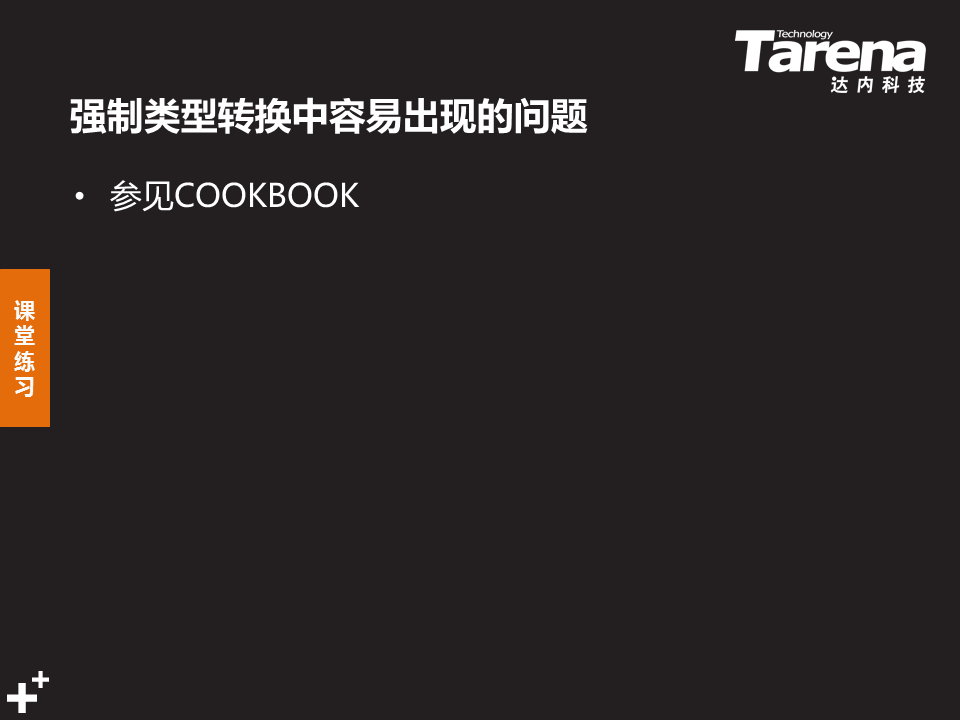 Technology
Tarena
达内科技
强制类型转换中容易出现的问题
• 参见COOKBOOK
课
堂
练
习